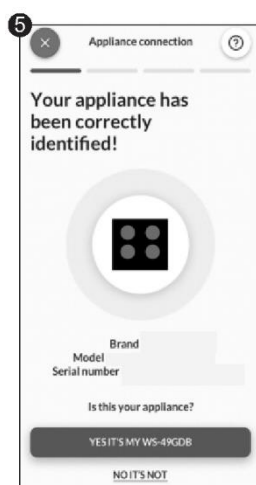 5
Appliance connection
Your appliance has
been correctly
identified!
Brand
Model
Serial number
Is this your appliance?
YES IT'S MY WS-49GDB
NO IT'S NOT